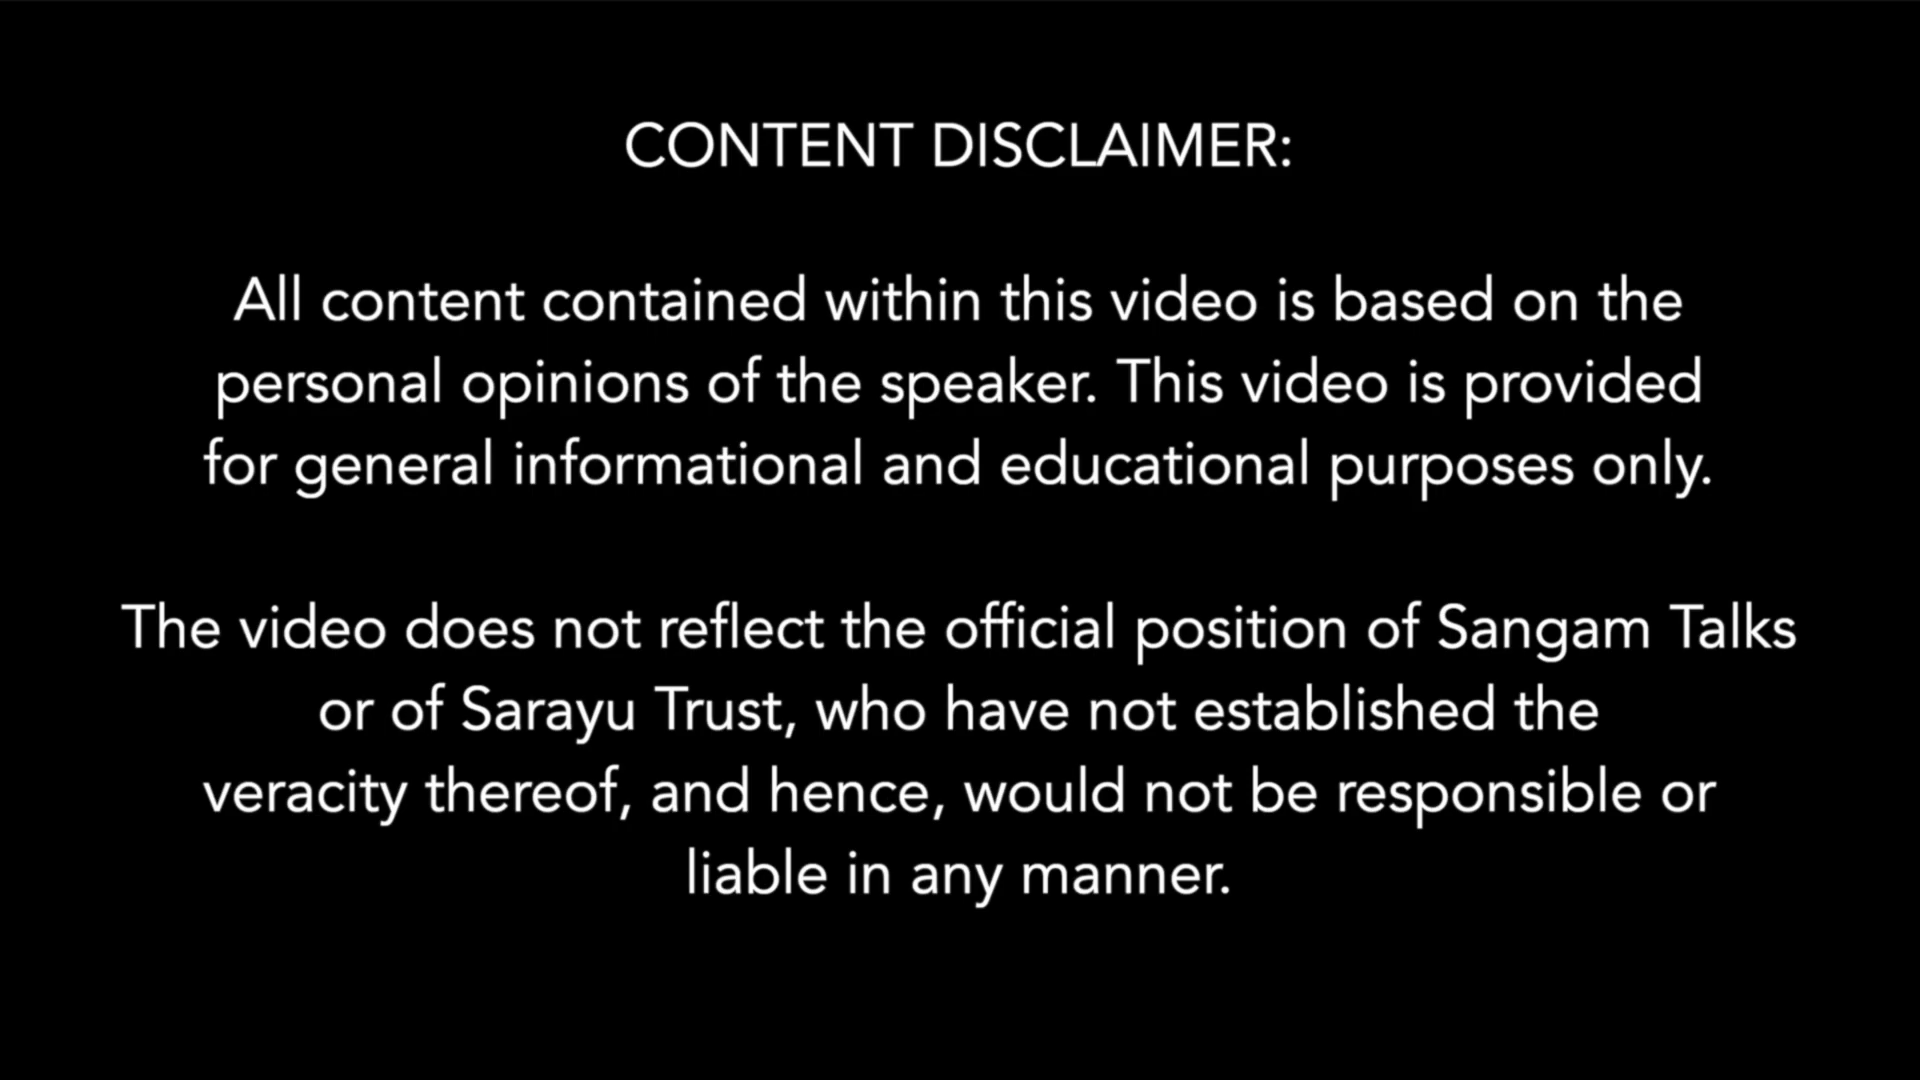 CONTENT DISCLAIMER:
All content contained within this video is based on the
personal opinions of the speaker. This video is provided
for general informational and educational purposes only.
The video does not reflect the official position of Sangam Talks
or of Sarayu Trust, who have not established the
veracity thereof, and hence, would not be responsible or
liable in any manner.